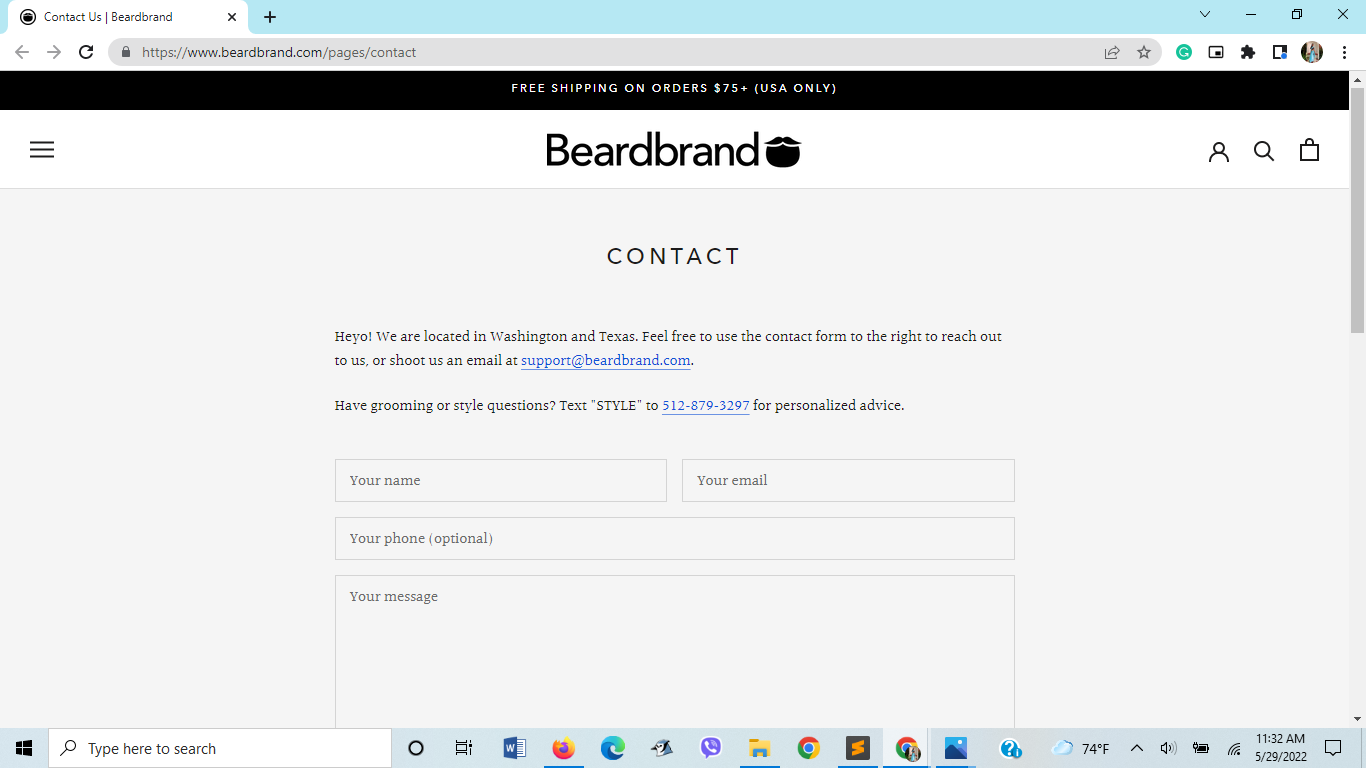 Contact Us | Beardbrand
https://www.beardbrand.com/pages/contact
FREE SHIPPING ON ORDERS $75+ (USA ONLY)
Beardbrand
CONTACT
Heyo! We are located in Washington and Texas. Feel free to use the contact form to the right to reach out
to us, or shoot us an email at support@beardbrand.com.
Have grooming or style questions? Text "STYLE" to 512-879-3297 for personalized advice.
Your name
Your email
Your phone (optional)
Your message
Type here to search
74°F
11:32 AM
5/29/2022